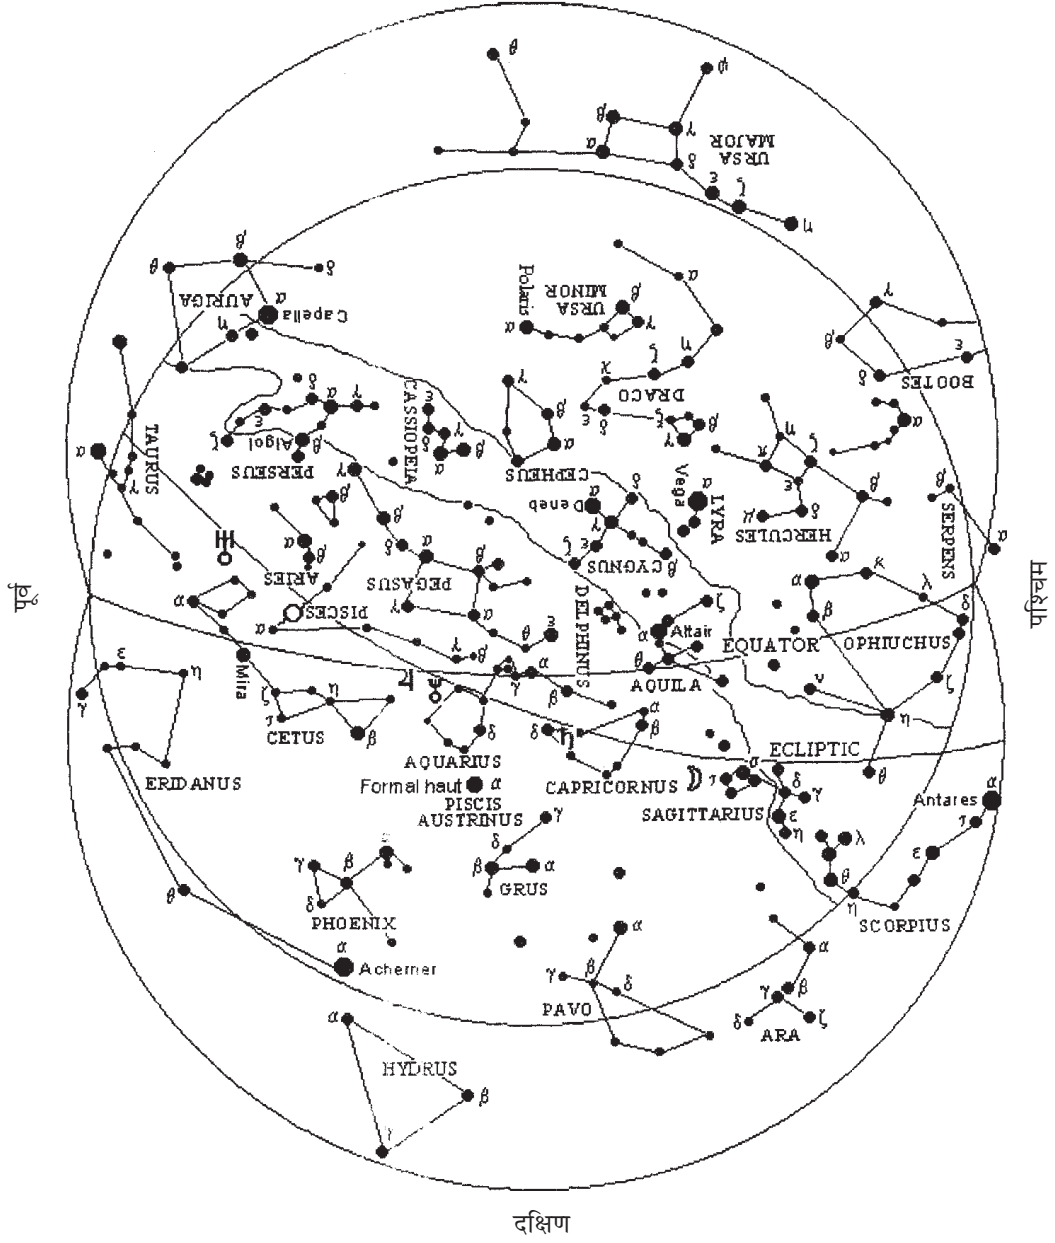 θ
ψ
β
γ
α
URSA
MAJOR
δ
ε
ζ
η
β
θ
δ
AURIGA
α
Capella
η
Polaris
URSA
MINOR
β
α
γ
α
η
ζ
χ
DRACO
ε
δ
ξ
β
γ
γ
β
δ
ε
BOOTES
α
δ
α
γ
ε
ζ
Algol
β
PERSEUS
CASSIOPEIA
ε
δ
γ
β
α
γ
β
α
CEPHEUS
TAURUS
α
γ
γ
β
δ
α
β
PEGASUS
γ
α
θ
ε
β
α
β
ARIES
Deneb
α
δ
γ
ε
ζ
β
CYGNUS
Vega
α
LYRA
η
ζ
π
ε
μ
δ
HERCULES
β
α
SERPENS
α
पूर्व
पश्चिम
α
PISCES
α
γ
β
DELPHINUS
ζ
α
Altair
θ
AQUILA
EQUATOR
α
κ
β
λ
δ
OPHIUCHUS
ζ
ν
η
θ
ε
η
γ
ERIDANUS
Mira
ζ
η
τ
CETUS
β
γ
α
β
δ
AQUARIUS
α
β
δ
CAPRICORNUS
ECLIPTIC
σ
τ
SAGITTARIUS
δ
γ
ε
η
Antares
α
τ
ε
λ
θ
η
SCORPIUS
Formal haut
α
PISCIS
AUSTRINUS
γ
δ
β
α
GRUS
γ
β
ε
δ
PHOENIX
θ
α
Acherner
α
γ
β
δ
PAVO
α
γ
β
δ
ζ
ARA
α
HYDRUS
β
γ
दक्षिण